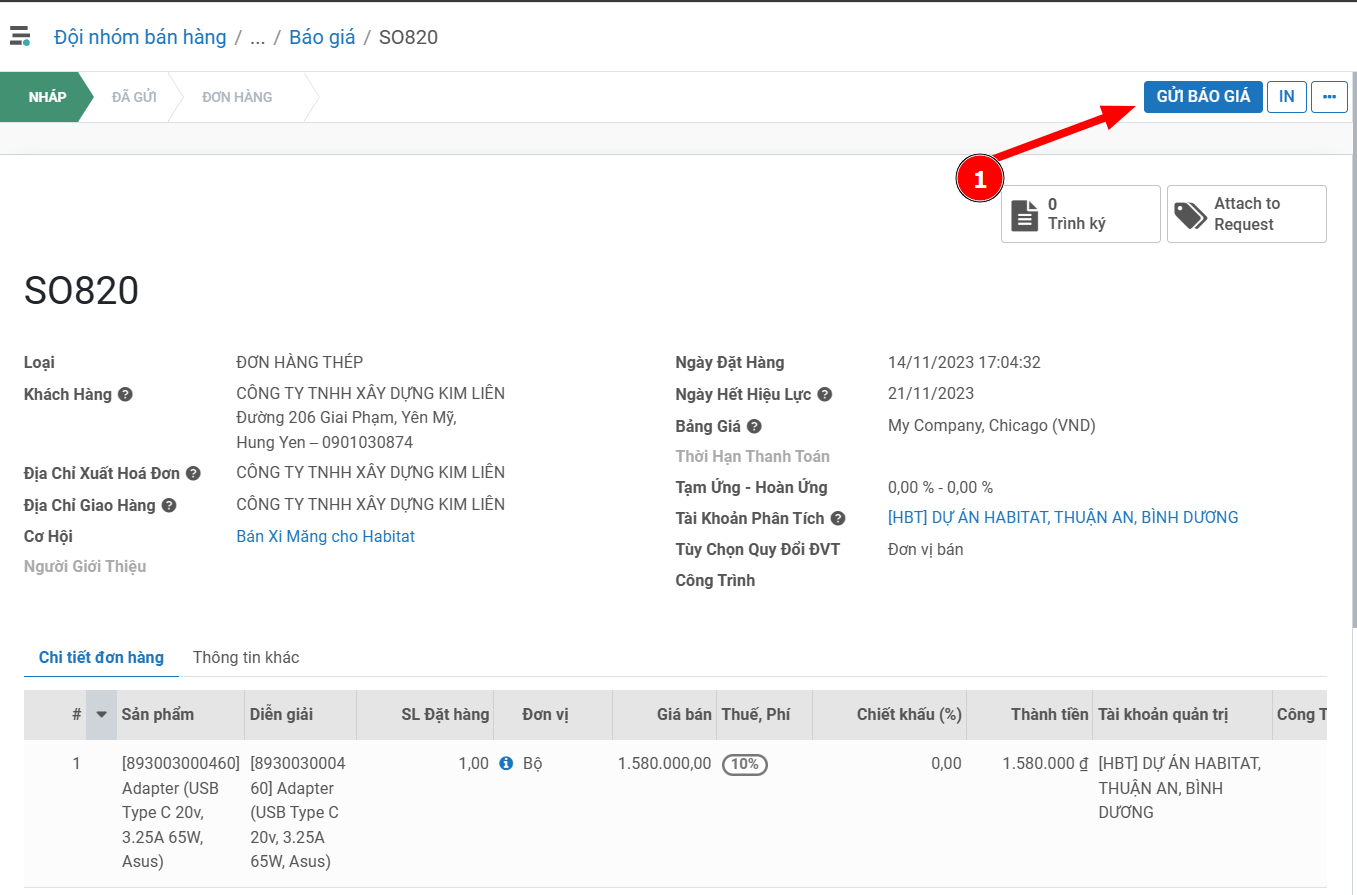 Đội nhóm bán hàng / ... / Báo giá / SO820
NHÁP ĐÃ GỬI ĐƠN HÀNG GỬI BÁO GIÁ IN ...
1
0
Trình ký
Attach to
Request
SO820
Loại ĐƠN HÀNG THÉP
Khách Hàng CÔNG TY TNHH XÂY DỰNG KIM LIÊN
Đường 206 Giai Phạm, Yên Mỹ,
Hung Yen – 0901030874
Địa Chỉ Xuất Hoá Đơn CÔNG TY TNHH XÂY DỰNG KIM LIÊN
Địa Chỉ Giao Hàng CÔNG TY TNHH XÂY DỰNG KIM LIÊN
Cơ Hội Bán Xi Măng cho Habitat
Người Giới Thiệu
Ngày Đặt Hàng 14/11/2023 17:04:32
Ngày Hết Hiệu Lực 21/11/2023
Bảng Giá My Company, Chicago (VND)
Thời Hạn Thanh Toán
Tạm Ứng - Hoàn Ứng 0,00 % - 0,00 %
Tài Khoản Phân Tích [HBT] DỰ ÁN HABITAT, THUẬN AN, BÌNH DƯƠNG
Tùy Chọn Quy Đổi ĐVT Đơn vị bán
Công Trình
Chi tiết đơn hàng Thông tin khác
# Sản phẩm Diễn giải SL Đặt hàng Đơn vị Giá bán Thuế, Phí Chiết khấu (%) Thành tiền Tài khoản quản trị Công T
1 [893003000460] [8930030004 1,00 Bộ 1.580.000,00 10% 0,00 1.580.000 ₫ [HBT] DỰ ÁN HABITAT,
Adapter (USB 60] Adapter THUẬN AN, BÌNH
Type C 20v, (USB Type C DƯƠNG
3.25A 65W, 20v, 3.25A
Asus) 65W, Asus)